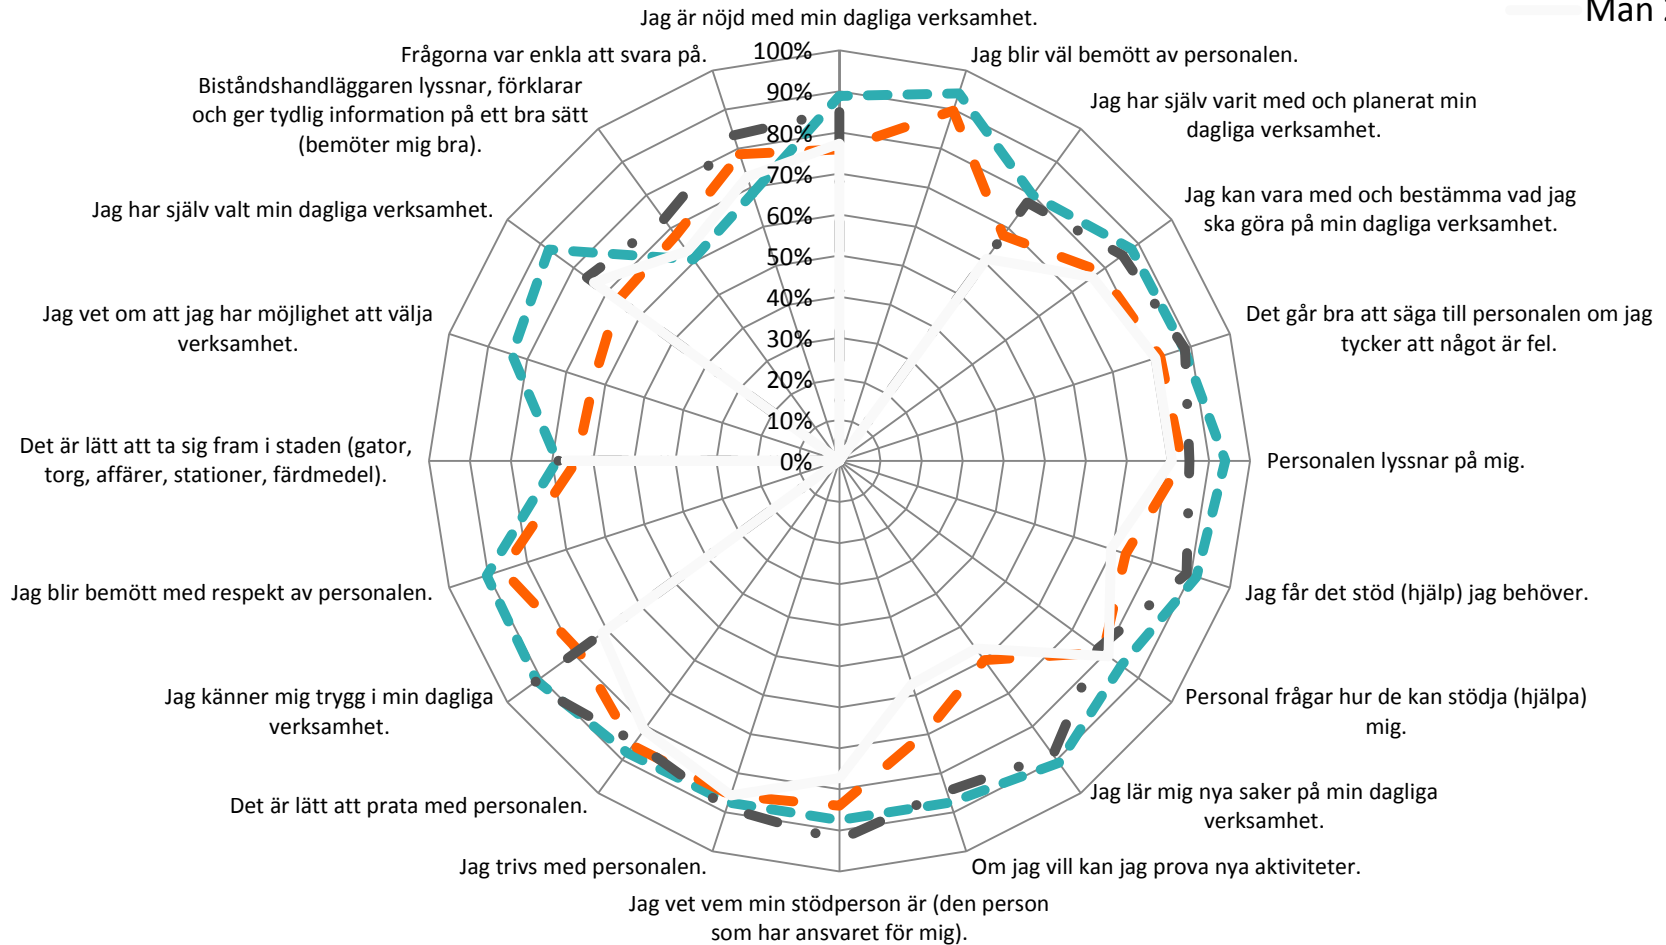 Jag är nöjd med min dagliga verksamhet.
Man
Frågorna var enkla att svara på.
100%
Jag blir väl bemött av personalen.
Biståndshandläggaren lyssnar, förklarar
och ger tydlig information på ett bra sätt
(bemöter mig bra).
90%
Jag har själv varit med och planerat min
dagliga verksamhet.
80%
70%
Jag har själv valt min dagliga verksamhet.
60%
Jag kan vara med och bestämma vad jag
ska göra på min dagliga verksamhet.
50%
40%
Jag vet om att jag har möjlighet att välja
verksamhet.
30%
Det går bra att säga till personalen om jag
tycker att något är fel.
20%
10%
Det är lätt att ta sig fram i staden (gator,
torg, affärer, stationer, färdmedel).
0%
Personalen lyssnar på mig.
Jag blir bemött med respekt av personalen.
Jag får det stöd (hjälp) jag behöver.
Jag känner mig trygg i min dagliga
verksamhet.
Personal frågar hur de kan stödja (hjälpa)
mig.
Det är lätt att prata med personalen.
Jag lär mig nya saker på min dagliga
verksamhet.
Jag trivs med personalen.
Om jag vill kan jag prova nya aktiviteter.
Jag vet vem min stödperson är (den person
som har ansvaret för mig).